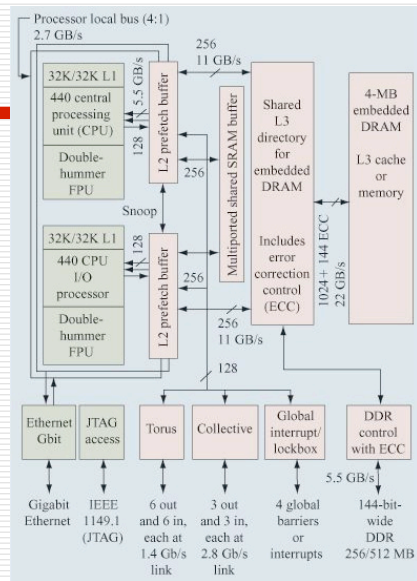 Processor local bus (4:1)
2.7 GB/s
32K/32K L1
440 central
processing
unit (CPU)
Double-
hummer
FPU
5.5 GB/s
128
L2 prefetch buffer
256
11 GB/s
256
Snoop
Multiported shared SRAM buffer
Shared
L3
directory
for
embedded
DRAM
Includes
error
correction
control
(ECC)
1024 + 144 ECC
22 GB/s
4-MB
embedded
DRAM
L3 cache
or
memory
32K/32K L1
440 CPU
I/O
processor
Double-
hummer
FPU
128
L2 prefetch buffer
256
256
11 GB/s
128
Ethernet
Gbit
JTAG
access
Torus
Collective
Global
interrupt/
lockbox
DDR
control
with ECC
5.5 GB/s
Gigabit
Ethernet
IEEE
1149.1
(JTAG)
6 out
and 6 in,
each at
1.4 Gb/s
link
3 out
and 3 in,
each at
2.8 Gb/s
link
4 global
barriers
or
interrupts
144-bit-
wide DDR
256/512 MB